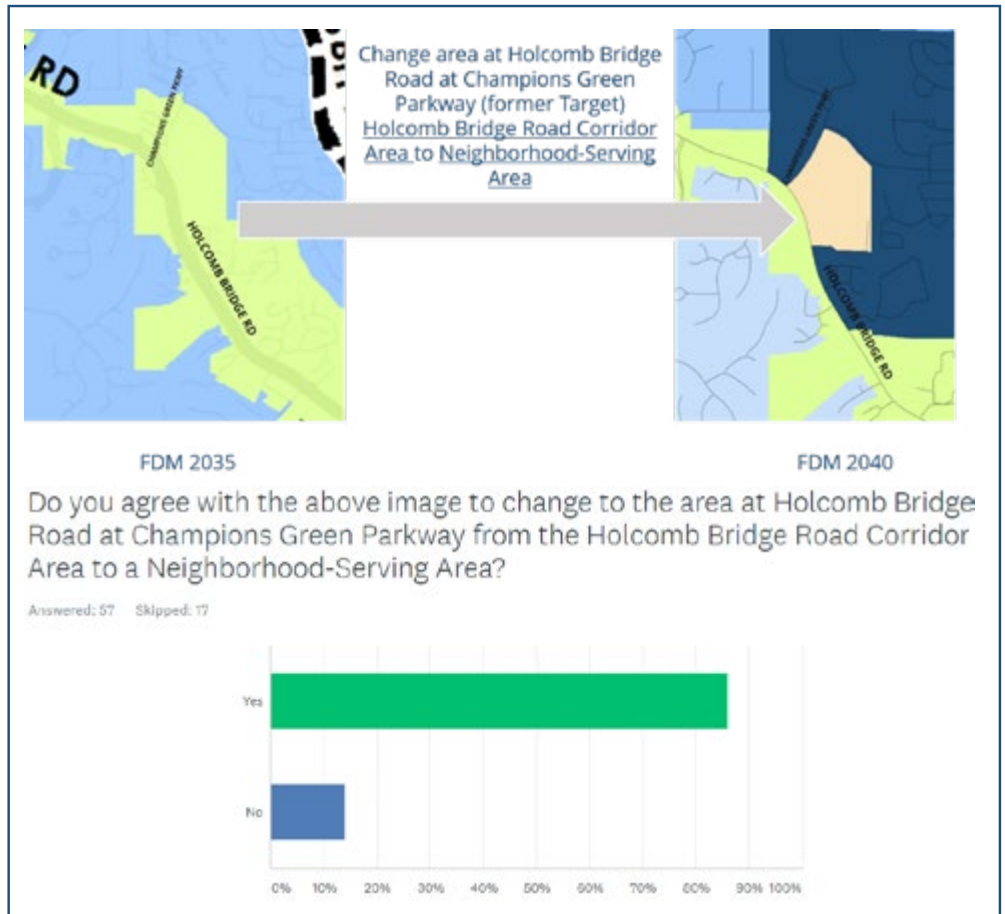 RD
CHAMPIONS GREEN PKWY
HOLCOMB BRIDGE RD
Change area at Holcomb Bridge
Road at Champions Green
Parkway (former Target)
Holcomb Bridge Road Corridor
Area to Neighborhood-Serving
Area
HOLCOMB BRIDGE RD
FDM 2035
FDM 2040
Do you agree with the above image to change to the area at Holcomb Bridge
Road at Champions Green Parkway from the Holcomb Bridge Road Corridor
Area to a Neighborhood-Serving Area?
Answered: 57 Skipped: 17
Yes
No
0% 10% 20% 30% 40% 50% 60% 70% 80% 90% 100%